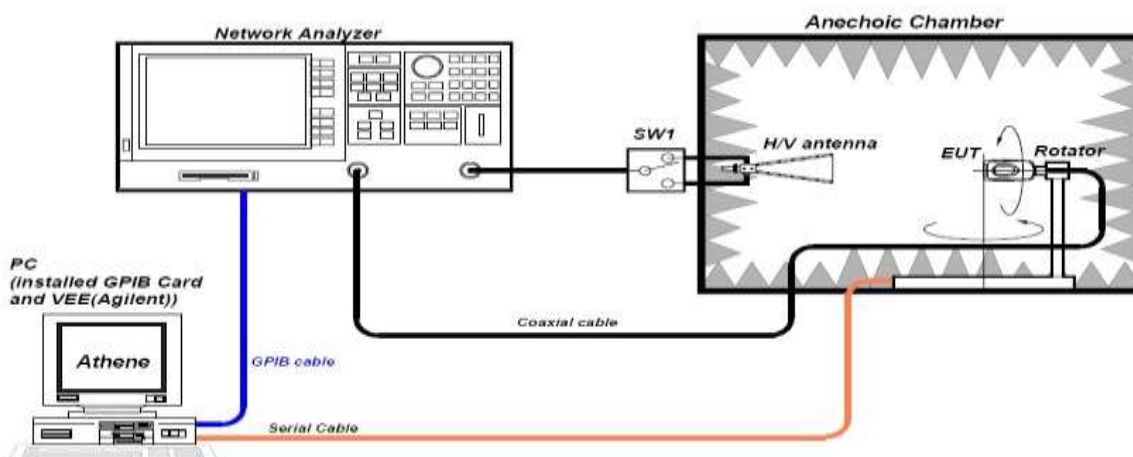 Network Analyzer
Anechoic Chamber
SW1
H/V antenna
EUT
Rotator
PC
(installed GPIB Card
and VEE(Agilent))
Coaxial cable
Athene
GPIB cable
Serial Cable